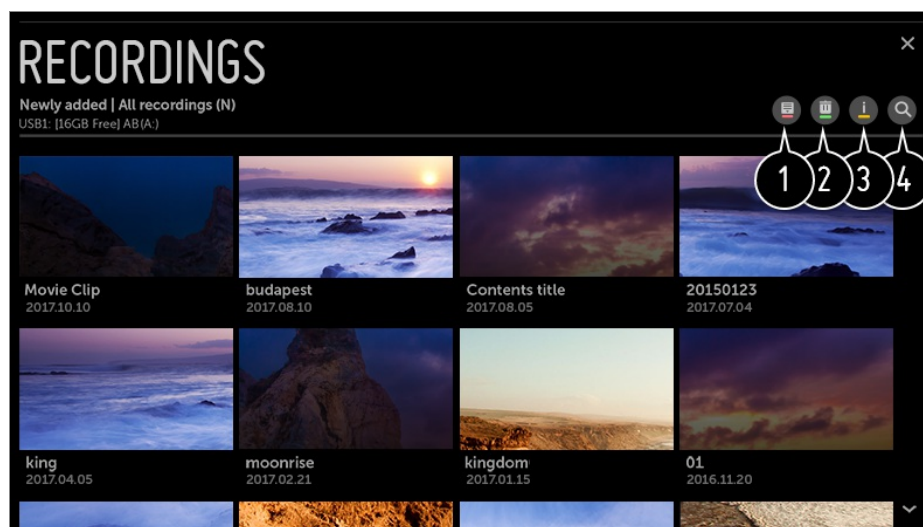 RECORDINGS
Newly added | All recordings (N)
USB1: [16GB Free] AB(A:)
1 2 3 4
Movie Clip budapest Contents title 20150123
2017.10.10 2017.08.10 2017.08.05 2017.07.04
king moonrise kingdom 01
2017.04.05 2017.02.21 2017.01.15 2016.11.20